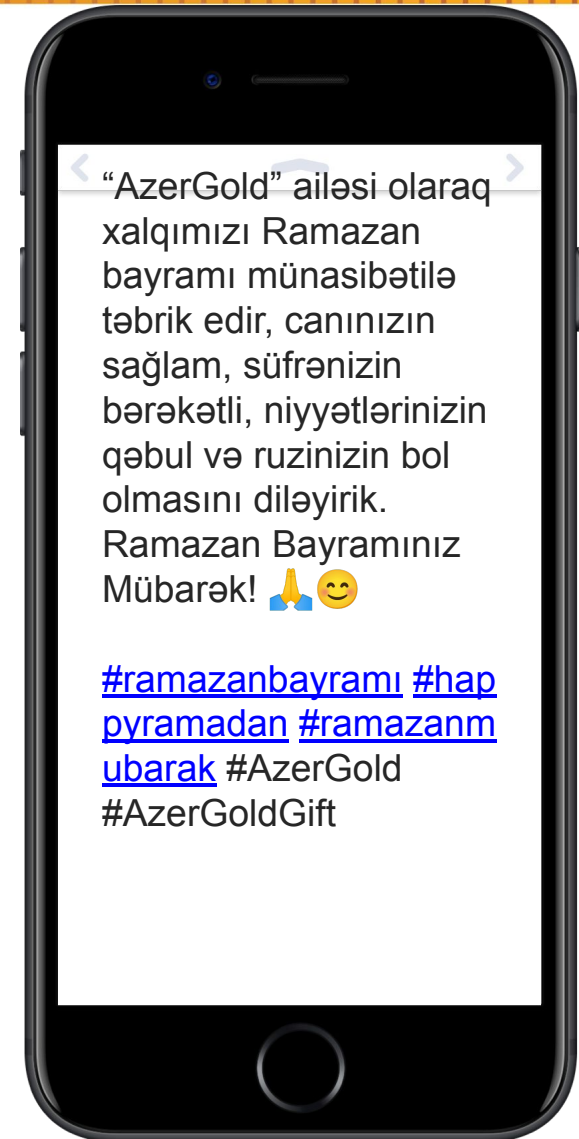 “AzerGold” ailəsi olaraq
xalqımızı Ramazan
bayramı münasibətilə
təbrik edir, canınızın
sağlam, süfrənizin
bərəkətli, niyyətlərinizin
qəbul və ruzinizin bol
olmasını diləyirik.
Ramazan Bayramınız
Mübarək! 🙏😊
#ramazanbayramı #hap
pyramadan #ramazanm
ubarak #AzerGold
#AzerGoldGift